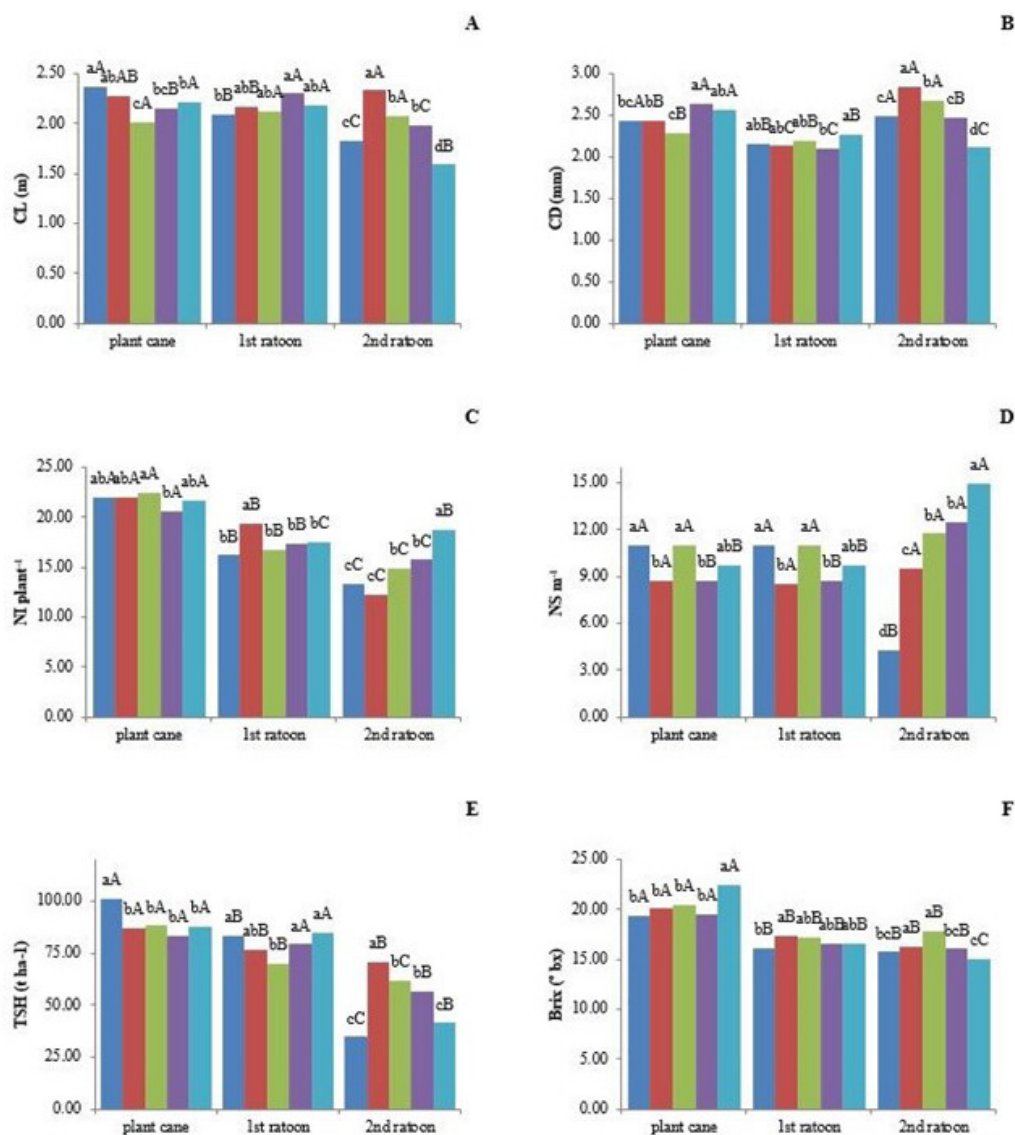 A
2.50
2.00
1.50
1.00
0.50
0.00
CL (m)
aA
abAB
cA
bcB
bA
bB
abB
abA
aA
abA
cC
aA
bA
bC
dB
plant cane
1st ratoon
2nd ratoon
B
3.00
2.50
2.00
1.50
1.00
0.50
0.00
CD (mm)
bcA
bB
cB
aA
abA
abB
abC
abB
bC
aB
cA
aA
bA
cB
dC
plant cane
1st ratoon
2nd ratoon
C
25.00
20.00
15.00
10.00
5.00
0.00
NI plant⁻¹
abA
abA
aA
bA
abA
bB
aB
bB
bB
bC
cC
cC
bC
bC
aB
plant cane
1st ratoon
2nd ratoon
D
15.00
12.00
9.00
6.00
3.00
0.00
NS m⁻¹
aA
bA
aA
bB
abB
aA
bA
aA
bB
abB
dB
cA
bA
bA
aA
plant cane
1st ratoon
2nd ratoon
E
100.00
75.00
50.00
25.00
0.00
TSH (t ha-1)
aA
bA
bA
bA
bA
aB
abB
bB
aA
aA
cC
aB
bC
bB
cB
plant cane
1st ratoon
2nd ratoon
F
25.00
20.00
15.00
10.00
5.00
0.00
Brix (° bx)
bA
bA
bA
bA
aA
bB
aB
abB
abB
abB
bcB
aB
aB
bcB
cC
plant cane
1st ratoon
2nd ratoon